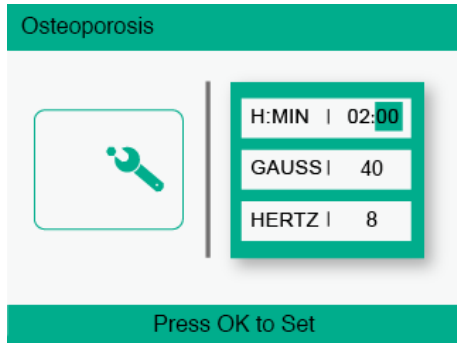 Osteoporosis
H:MIN | 02:00
GAUSS | 40
HERTZ | 8
Press OK to Set